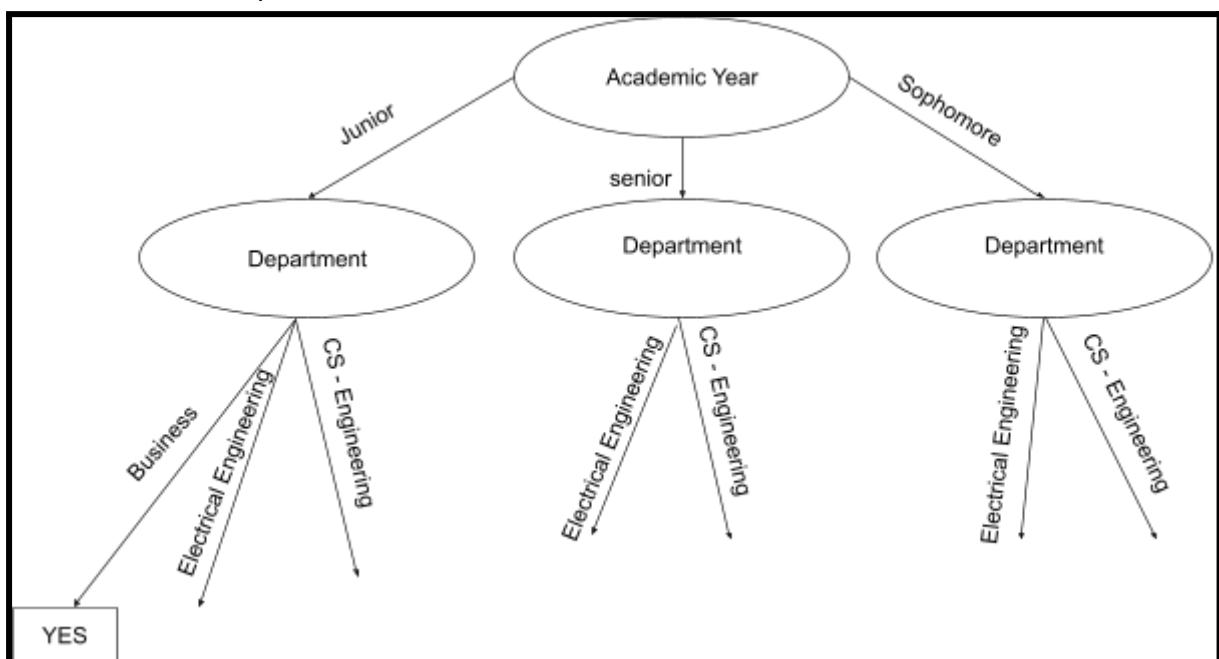 Academic Year
Junior
senior
Sophomore
Department
Department
Department
Business
Electrical Engineering
CS - Engineering
Electrical Engineering
CS - Engineering
Electrical Engineering
CS - Engineering
YES